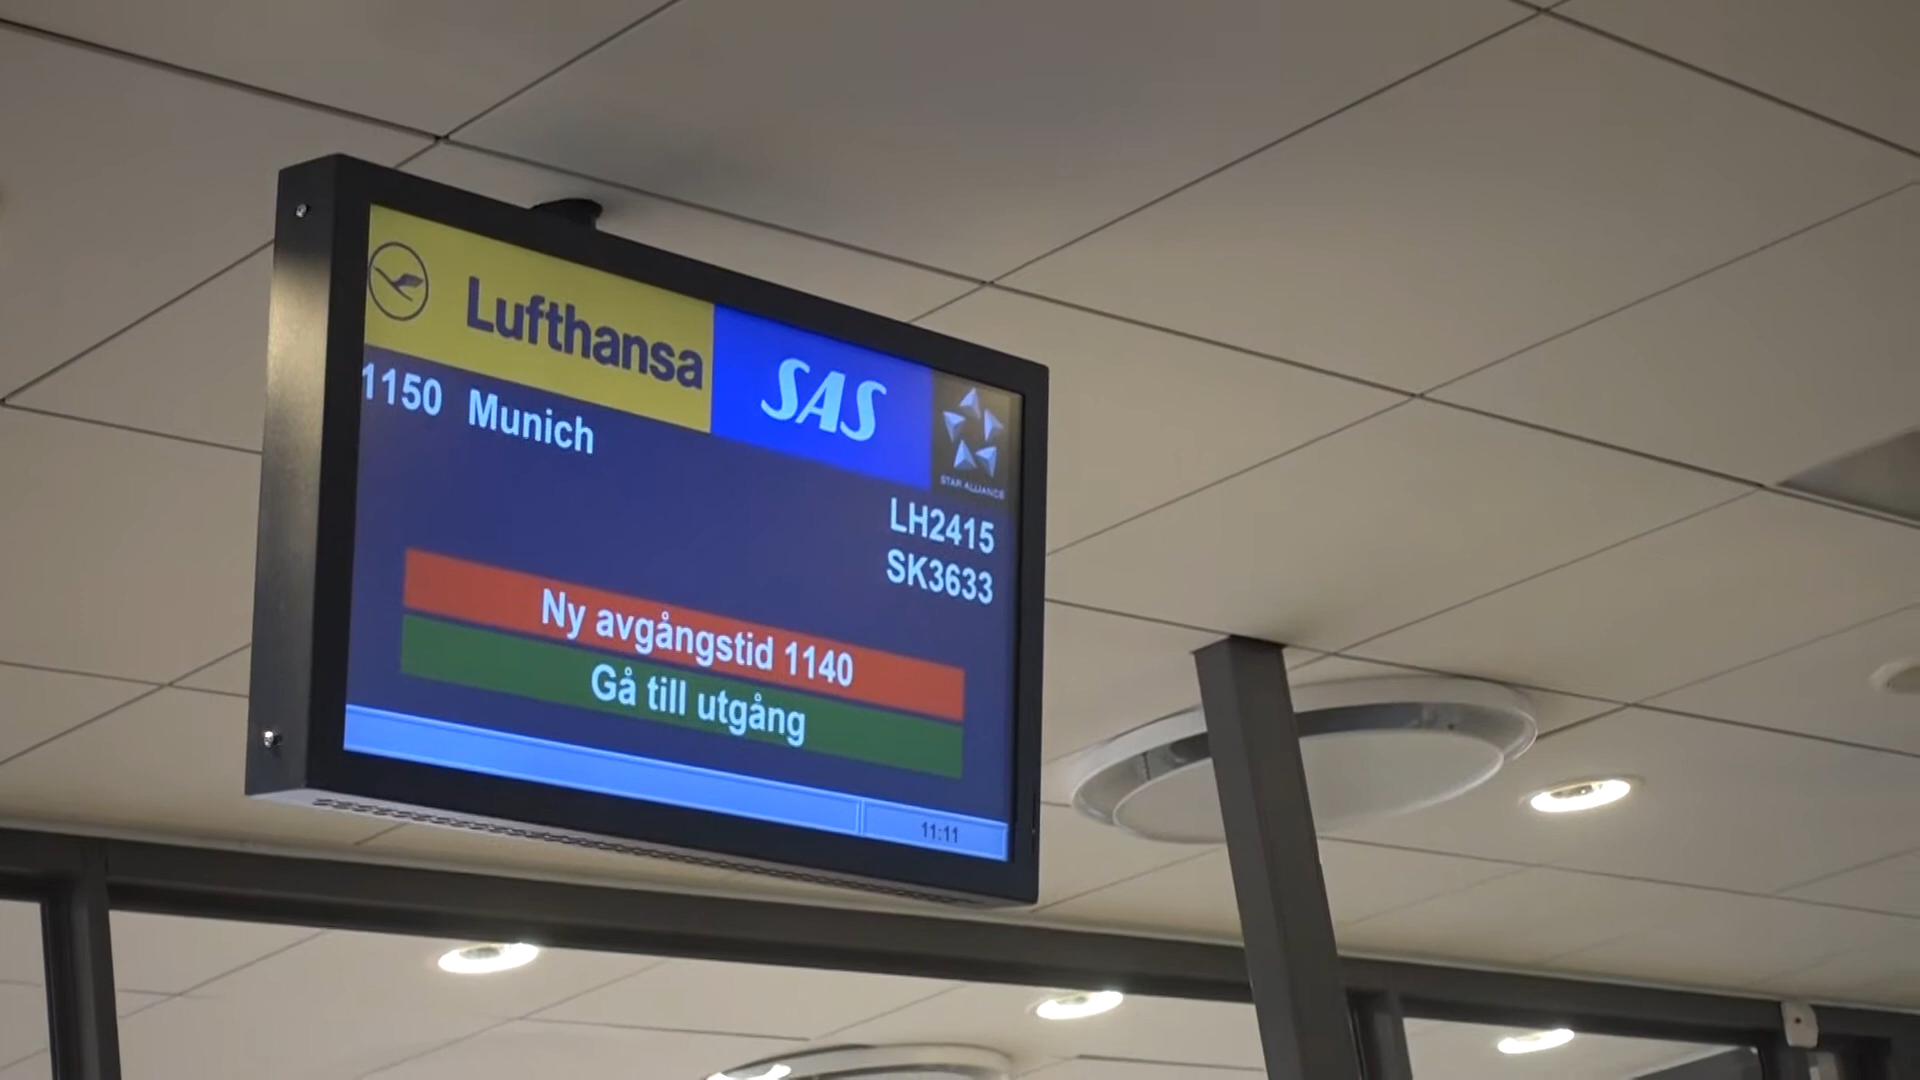 Lufthansa
SAS
STAR ALLIANCE
1150 Munich
LH2415
SK3633
Ny avgångstid 1140
Gå till utgång
11:11